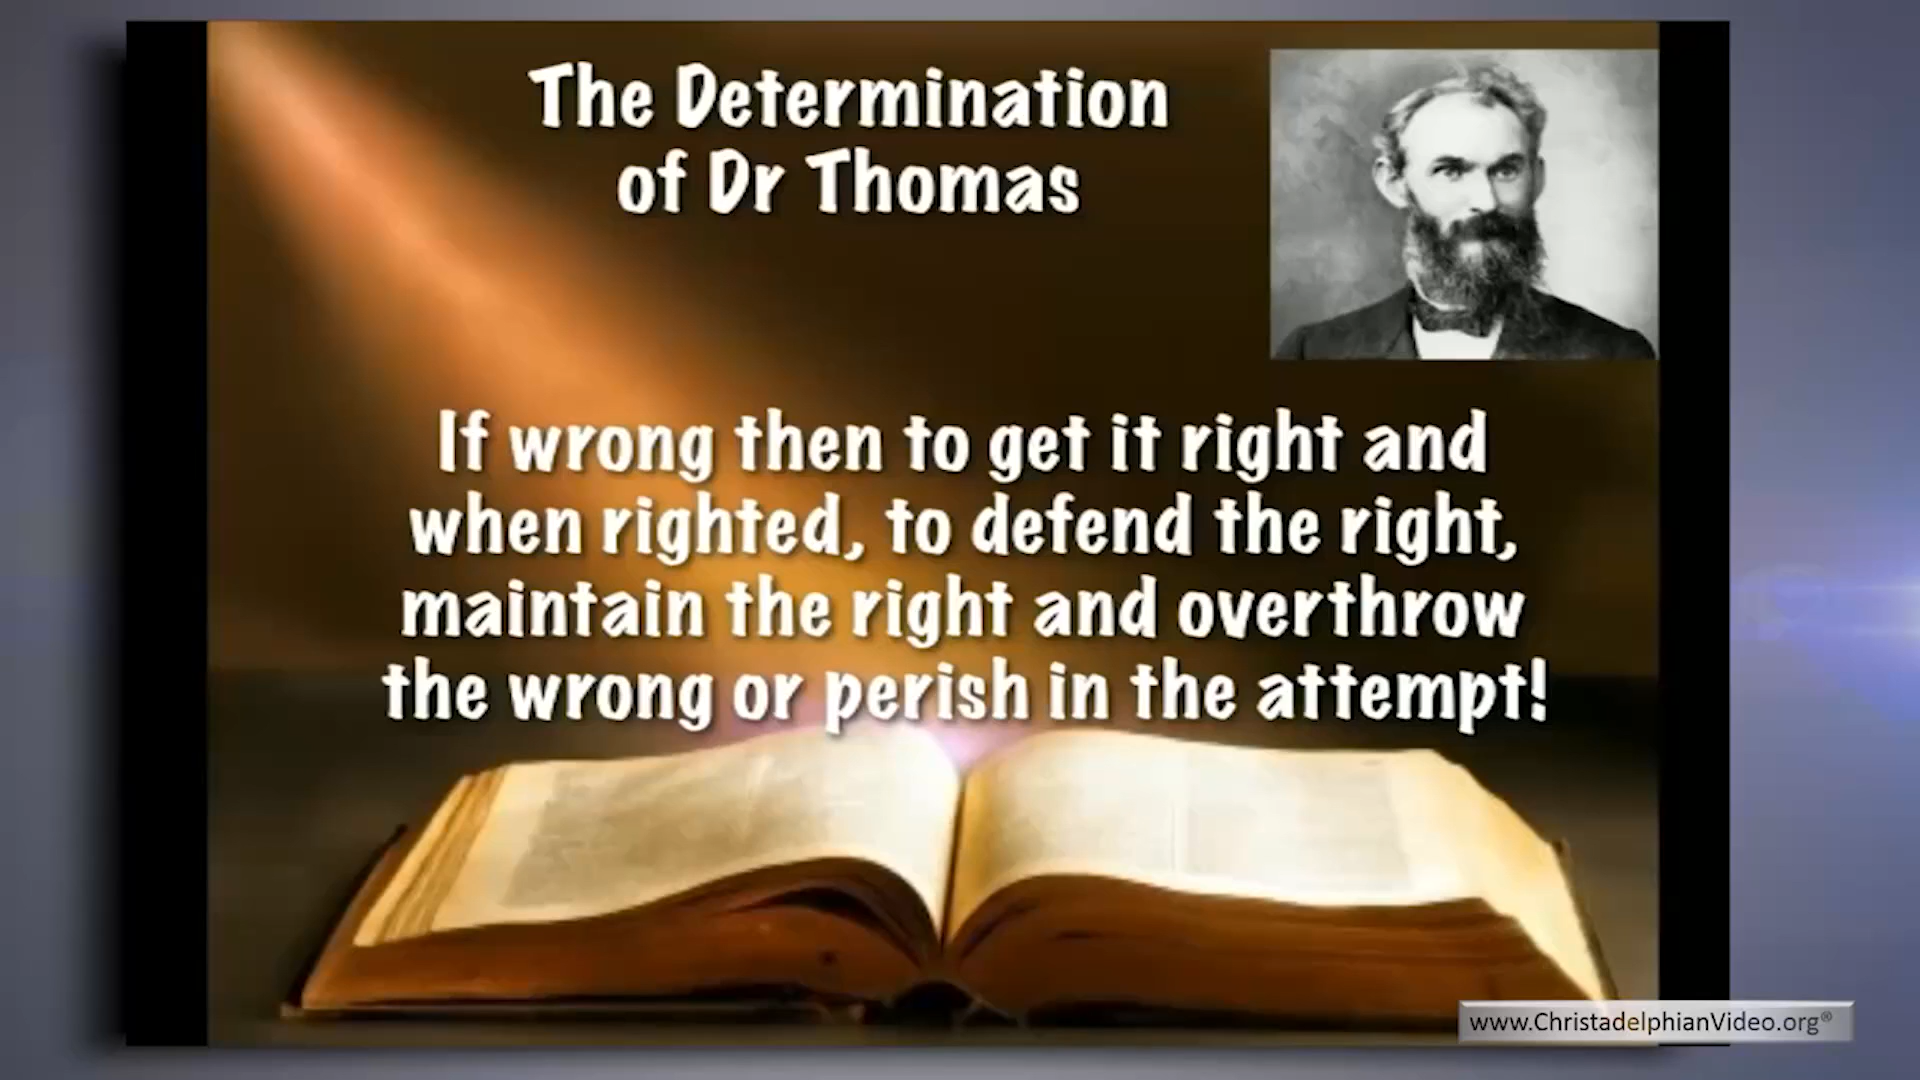 The Determination
of Dr Thomas
If wrong then to get it right and
when righted, to defend the right,
maintain the right and overthrow
the wrong or perish in the attempt!
www.ChristadelphianVideo.org®